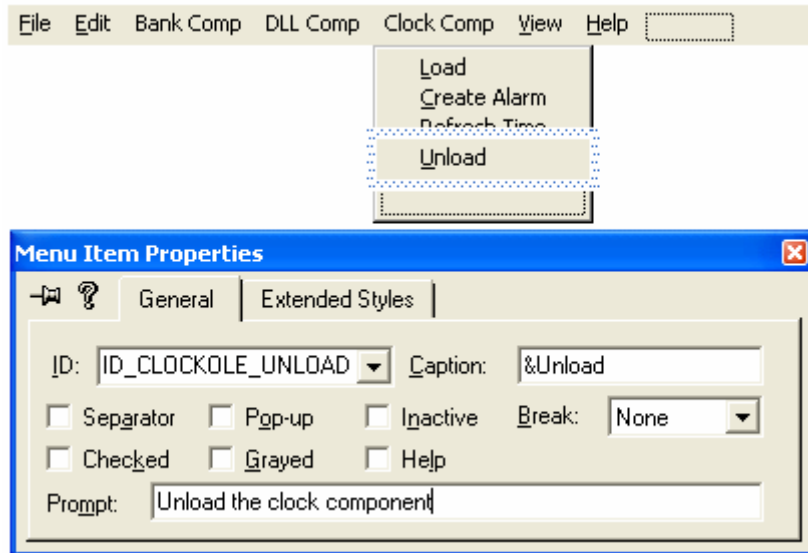 File Edit Bank Comp DLL Comp Clock Comp View Help
Load
Create Alarm
Refresh Time
Unload
Menu Item Properties
General Extended Styles
ID: ID_CLOCKOLE_UNLOAD Caption: &Unload
Separator Pop-up Inactive Break: None
Checked Grayed Help
Prompt: Unload the clock component